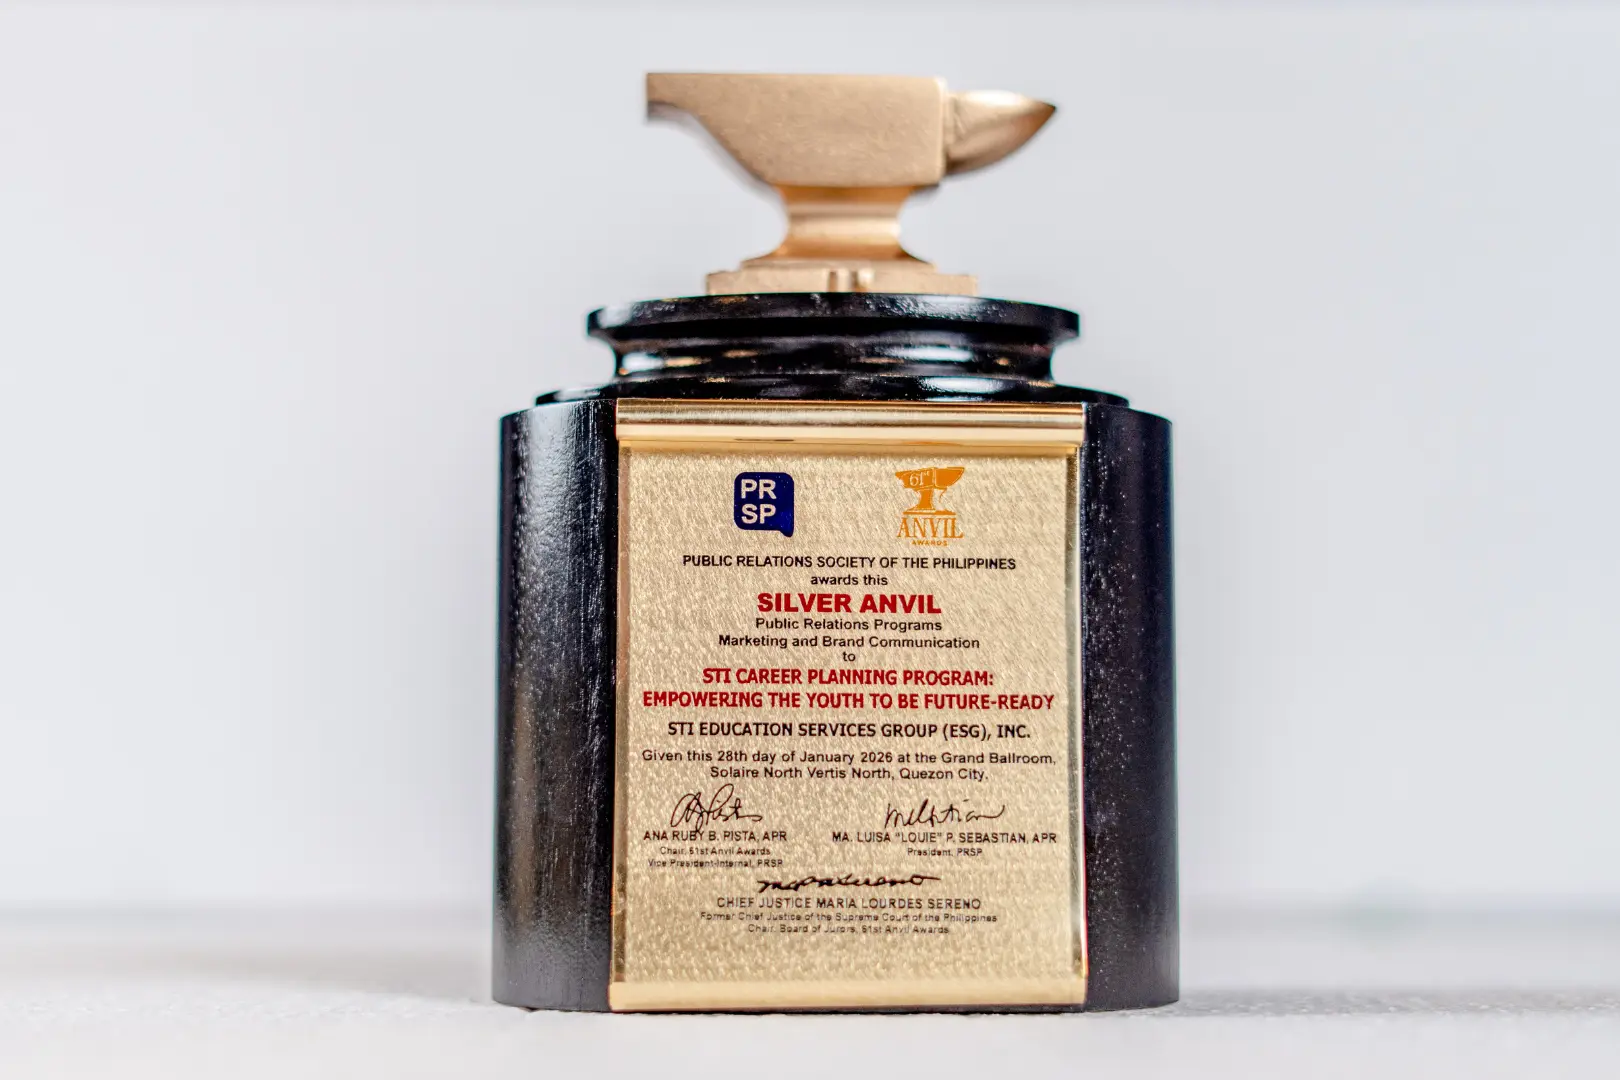 PR
SP
61st
ANVIL
AWARDS
PUBLIC RELATIONS SOCIETY OF THE PHILIPPINES
awards this
SILVER ANVIL
Public Relations Programs
Marketing and Brand Communication
to
STI CAREER PLANNING PROGRAM:
EMPOWERING THE YOUTH TO BE FUTURE-READY
STI EDUCATION SERVICES GROUP (ESG), INC.
Given this 28th day of January 2026 at the Grand Ballroom,
Solaire North Vertis North, Quezon City.
ANA RUBY B. PISTA, APR
Chair, 61st Anvil Awards
Vice President-Internal, PRSP
MA. LUISA "LOUIE" P. SEBASTIAN, APR
President, PRSP
CHIEF JUSTICE MARIA LOURDES SERENO
Former Chief Justice of the Supreme Court of the Philippines
Chair, Board of Jurors, 61st Anvil Awards